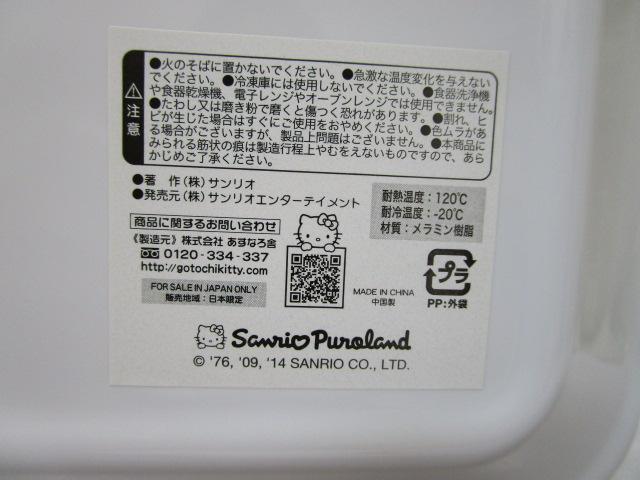 注意
●火のそばに置かないでください。●急激な温度変化を与えない
でください。●冷凍庫には使用しないでください。●食器洗浄機
や食器乾燥機、電子レンジやオーブンレンジでは使用できません。
●たわし又は磨き粉で磨くと傷つく恐れがあります。●割れ、ヒ
ビが生じた場合はすぐにご使用をおやめください。●色ムラがあ
る場合がございますが、製品上問題はございません。●本商品に
みられる筋状の痕は製造行程上やむをえないものですので、あら
かじめご了承ください。
●著 作(株)サンリオ
●発売元(株)サンリオエンターテイメント
商品に関するお問い合わせ
《製造元》株式会社 あすなろ舎
0120-334-337
http://gotochikitty.com
FOR SALE IN JAPAN ONLY
販売地域:日本限定
MADE IN CHINA
中国製
耐熱温度:120℃
耐冷温度:-20℃
材質:メラミン樹脂
プラ
PP:外袋
Sanrio Puroland
© '76, '09, '14 SANRIO CO., LTD.